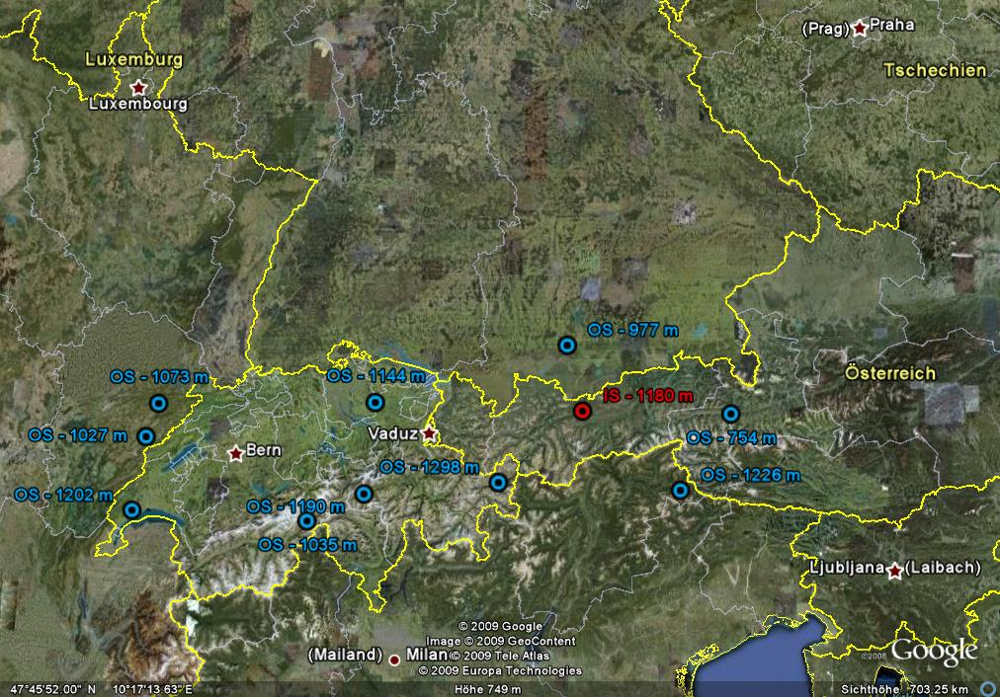 (Prag) Praha
Luxemburg
Tschechien
Luxembourg
OS - 977 m
OS - 1073 m
OS - 1144 m
Österreich
IS - 1180 m
OS - 1027 m
Vaduz
OS - 754 m
Bern
OS - 1298 m
OS - 1226 m
OS - 1202 m
OS - 1190 m
OS - 1035 m
Ljubljana (Laibach)
© 2009 Google
Image © 2009 GeoContent
(Mailand) Milan © 2009 Tele Atlas
© 2009 Europa Technologies
©2008 Google
47°45'52.00" N 10°17'13.63" E Höhe 749 m Sichthöhe 703.25 km